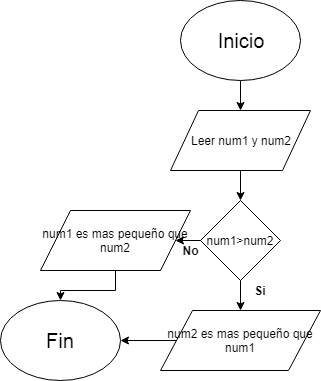 Inicio
Leer num1 y num2
num1>num2
No
Si
num1 es mas pequeño que
num2
num2 es mas pequeño que
num1
Fin